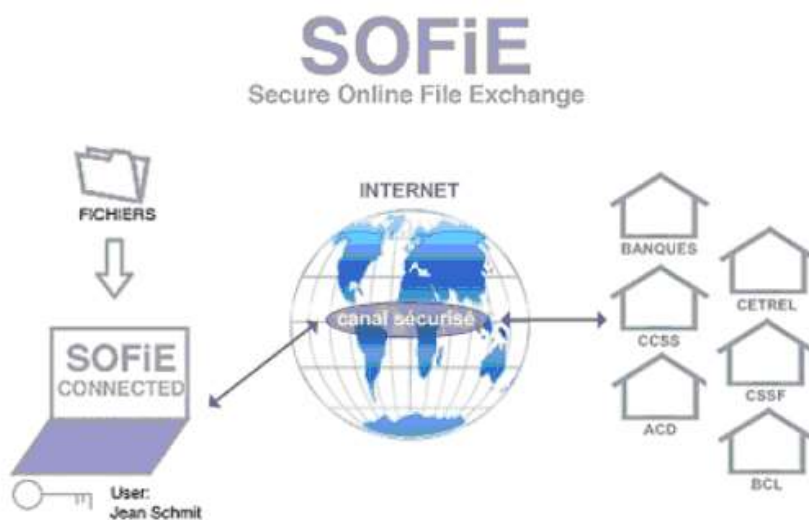 SOFiE
Secure Online File Exchange
FiCHiERS
INTERNET
canal sécurisé
SOFiE
CONNECTED
User:
Jean Schmit
BANQUES
CETREL
CCSS
CSSF
ACD
BCL